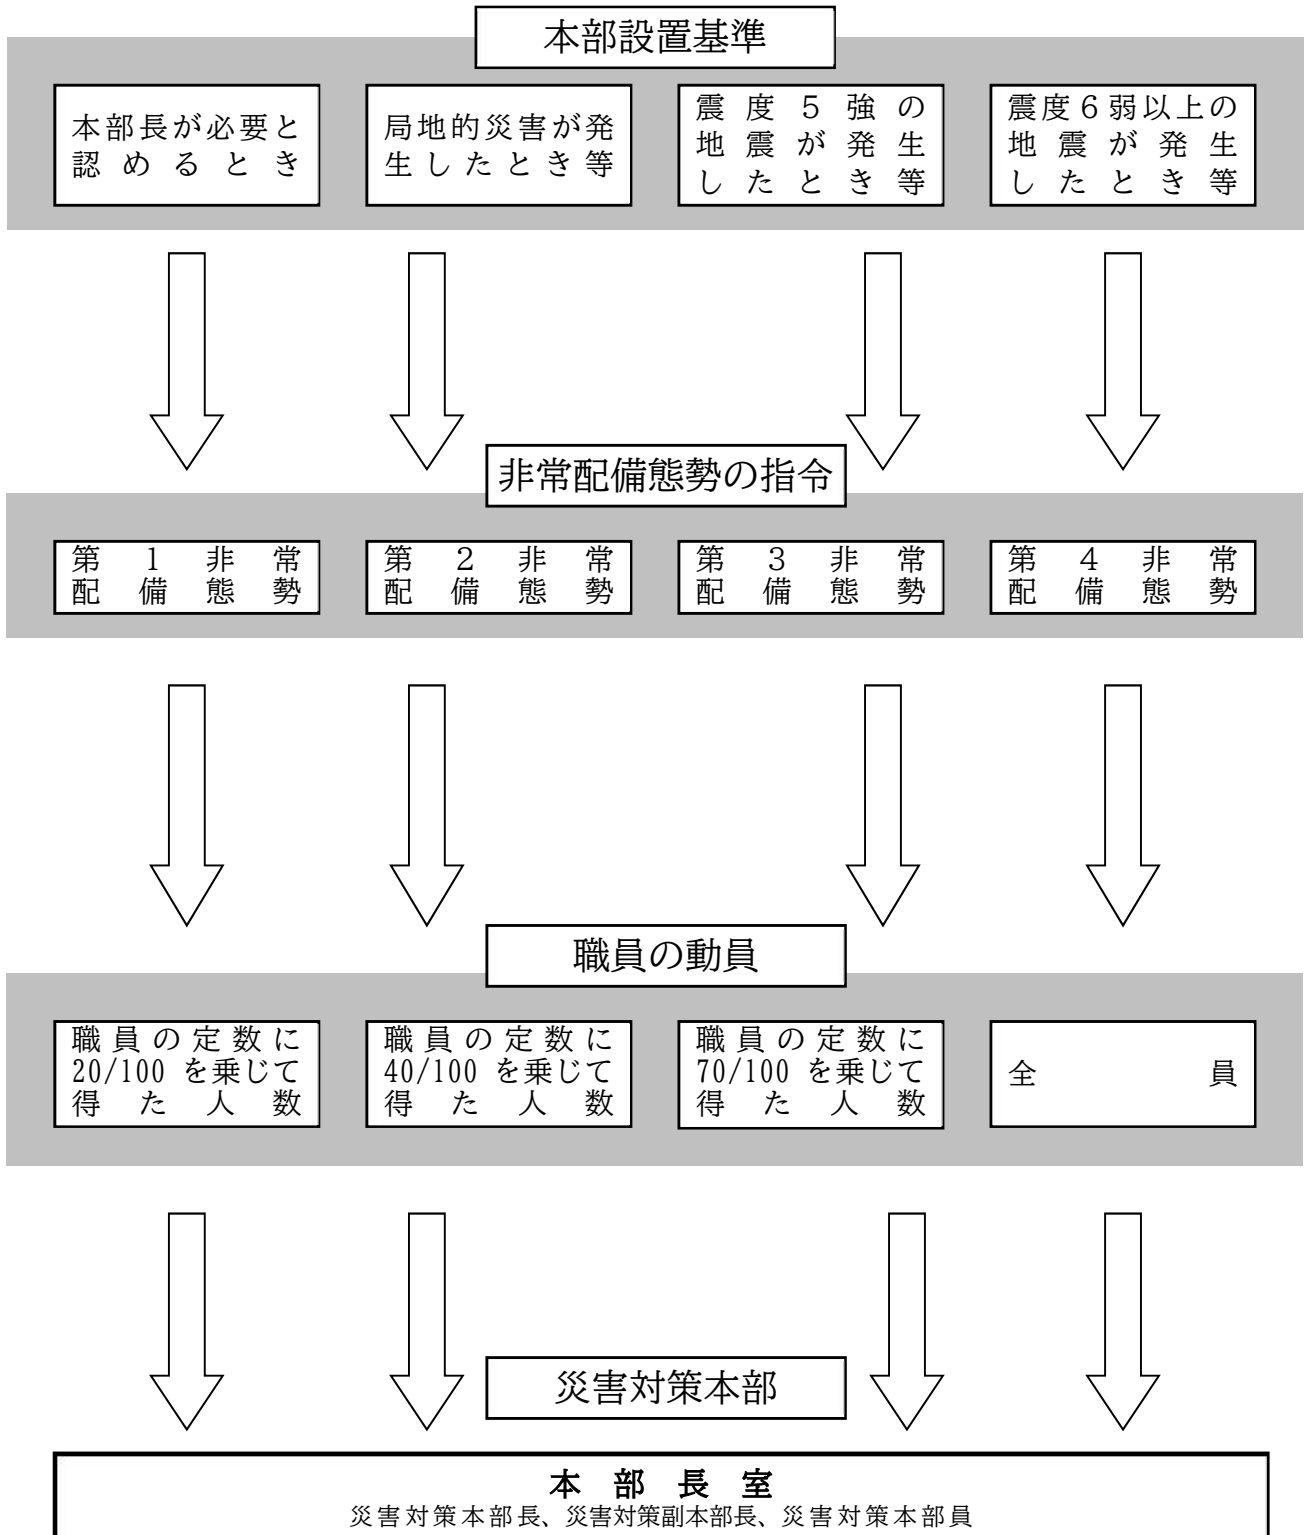 本部設置基準
本部長が必要と
認めるとき
局地的災害が発
生したとき等
震度５強の
地震が発生
したとき等
震度６弱以上の
地震が発生
したとき等
非常配備態勢の指令
第１非常
配備態勢
第２非常
配備態勢
第３非常
配備態勢
第４非常
配備態勢
職員の動員
職員の定数に
20/100 を乗じて
得た人数
職員の定数に
40/100 を乗じて
得た人数
職員の定数に
70/100 を乗じて
得た人数
全員
災害対策本部
本部長室
災害対策本部長、災害対策副本部長、災害対策本部員